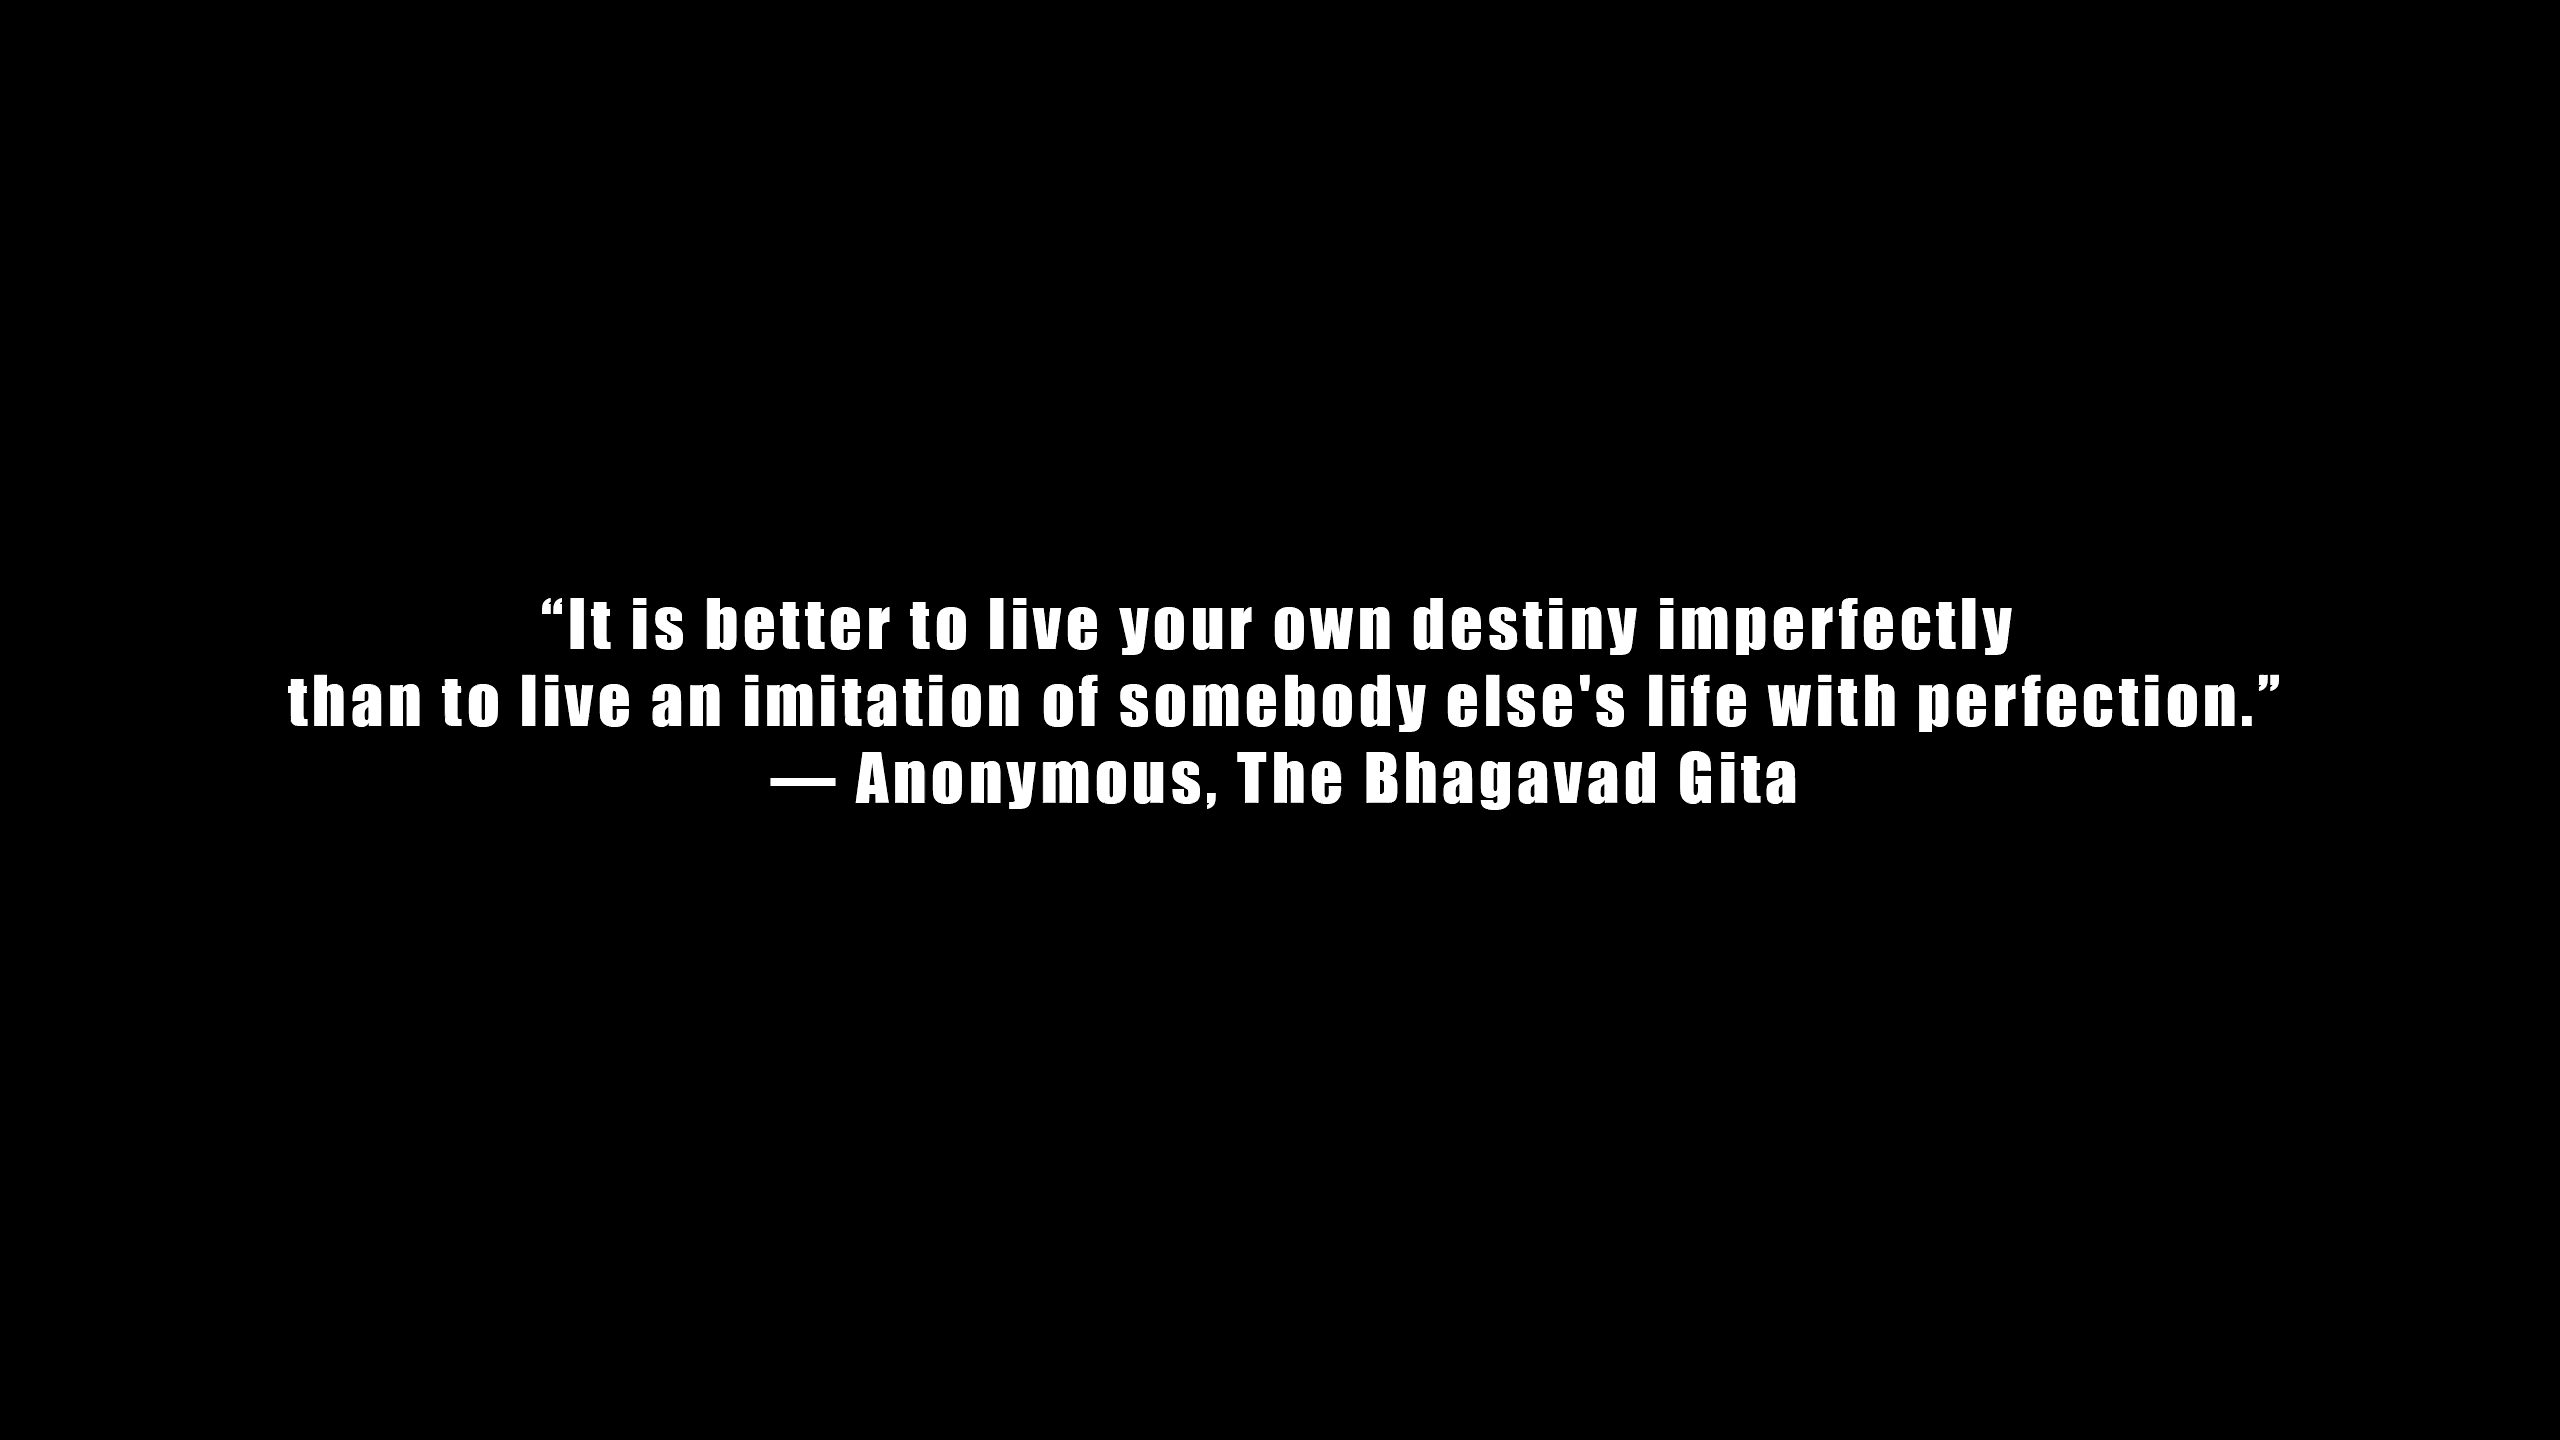 “It is better to live your own destiny imperfectly
than to live an imitation of somebody else's life with perfection.”
— Anonymous, The Bhagavad Gita